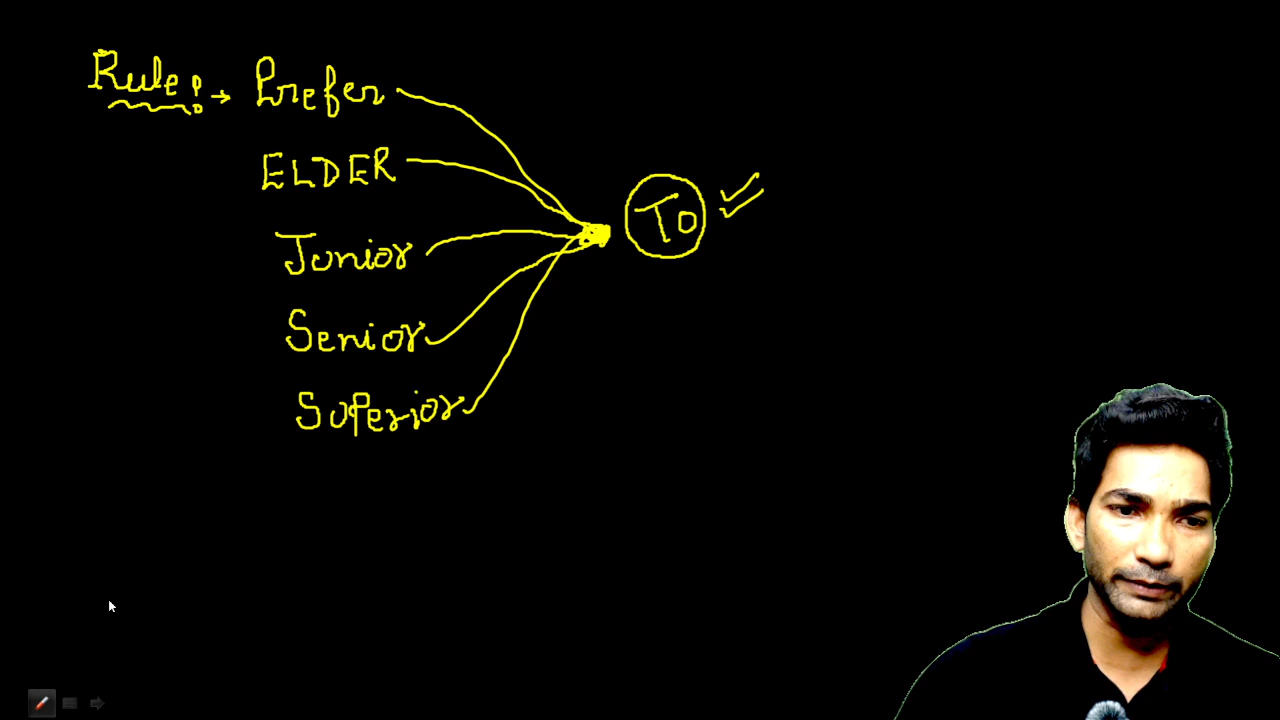 Rule: → Prefer
ELDER
Junior
Senior
Superior
To